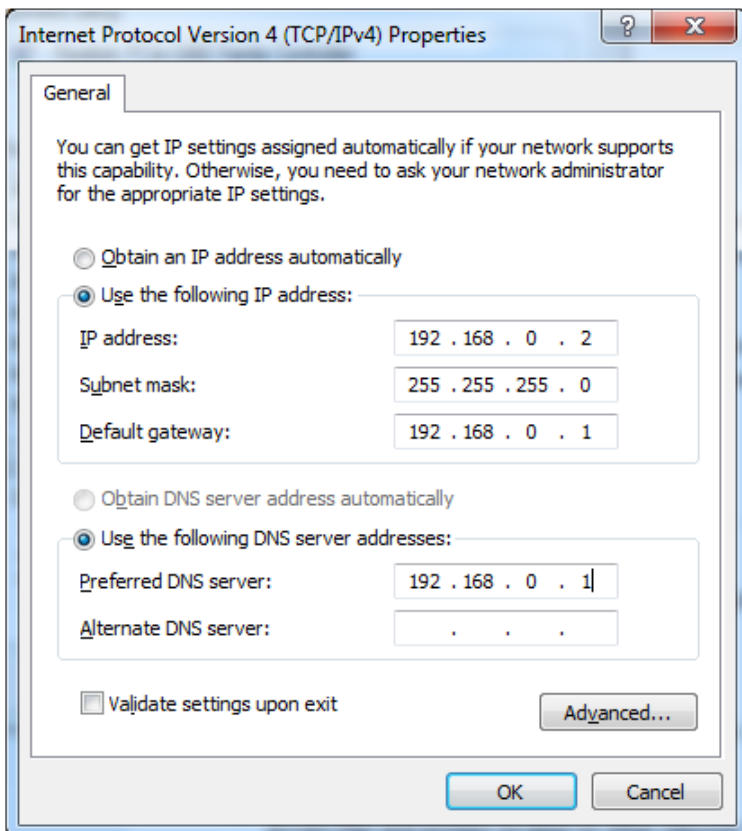 Internet Protocol Version 4 (TCP/IPv4) Properties
General
You can get IP settings assigned automatically if your network supports
this capability. Otherwise, you need to ask your network administrator
for the appropriate IP settings.
Obtain an IP address automatically
Use the following IP address:
IP address: 192 . 168 . 0 . 2
Subnet mask: 255 . 255 . 255 . 0
Default gateway: 192 . 168 . 0 . 1
Obtain DNS server address automatically
Use the following DNS server addresses:
Preferred DNS server: 192 . 168 . 0 . 1
Alternate DNS server: . . .
Validate settings upon exit
Advanced...
OK Cancel